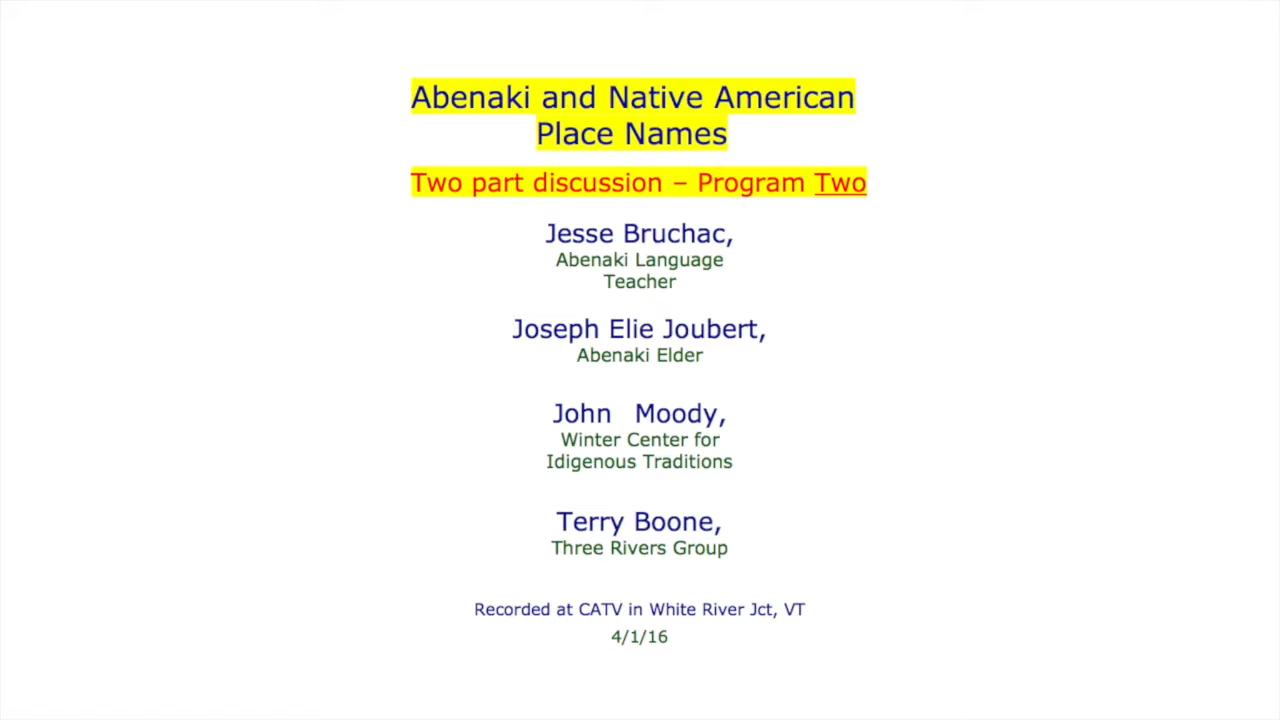 Abenaki and Native American
Place Names
Two part discussion – Program Two
Jesse Bruchac,
Abenaki Language
Teacher
Joseph Elie Joubert,
Abenaki Elder
John Moody,
Winter Center for
Idigenous Traditions
Terry Boone,
Three Rivers Group
Recorded at CATV in White River Jct, VT
4/1/16